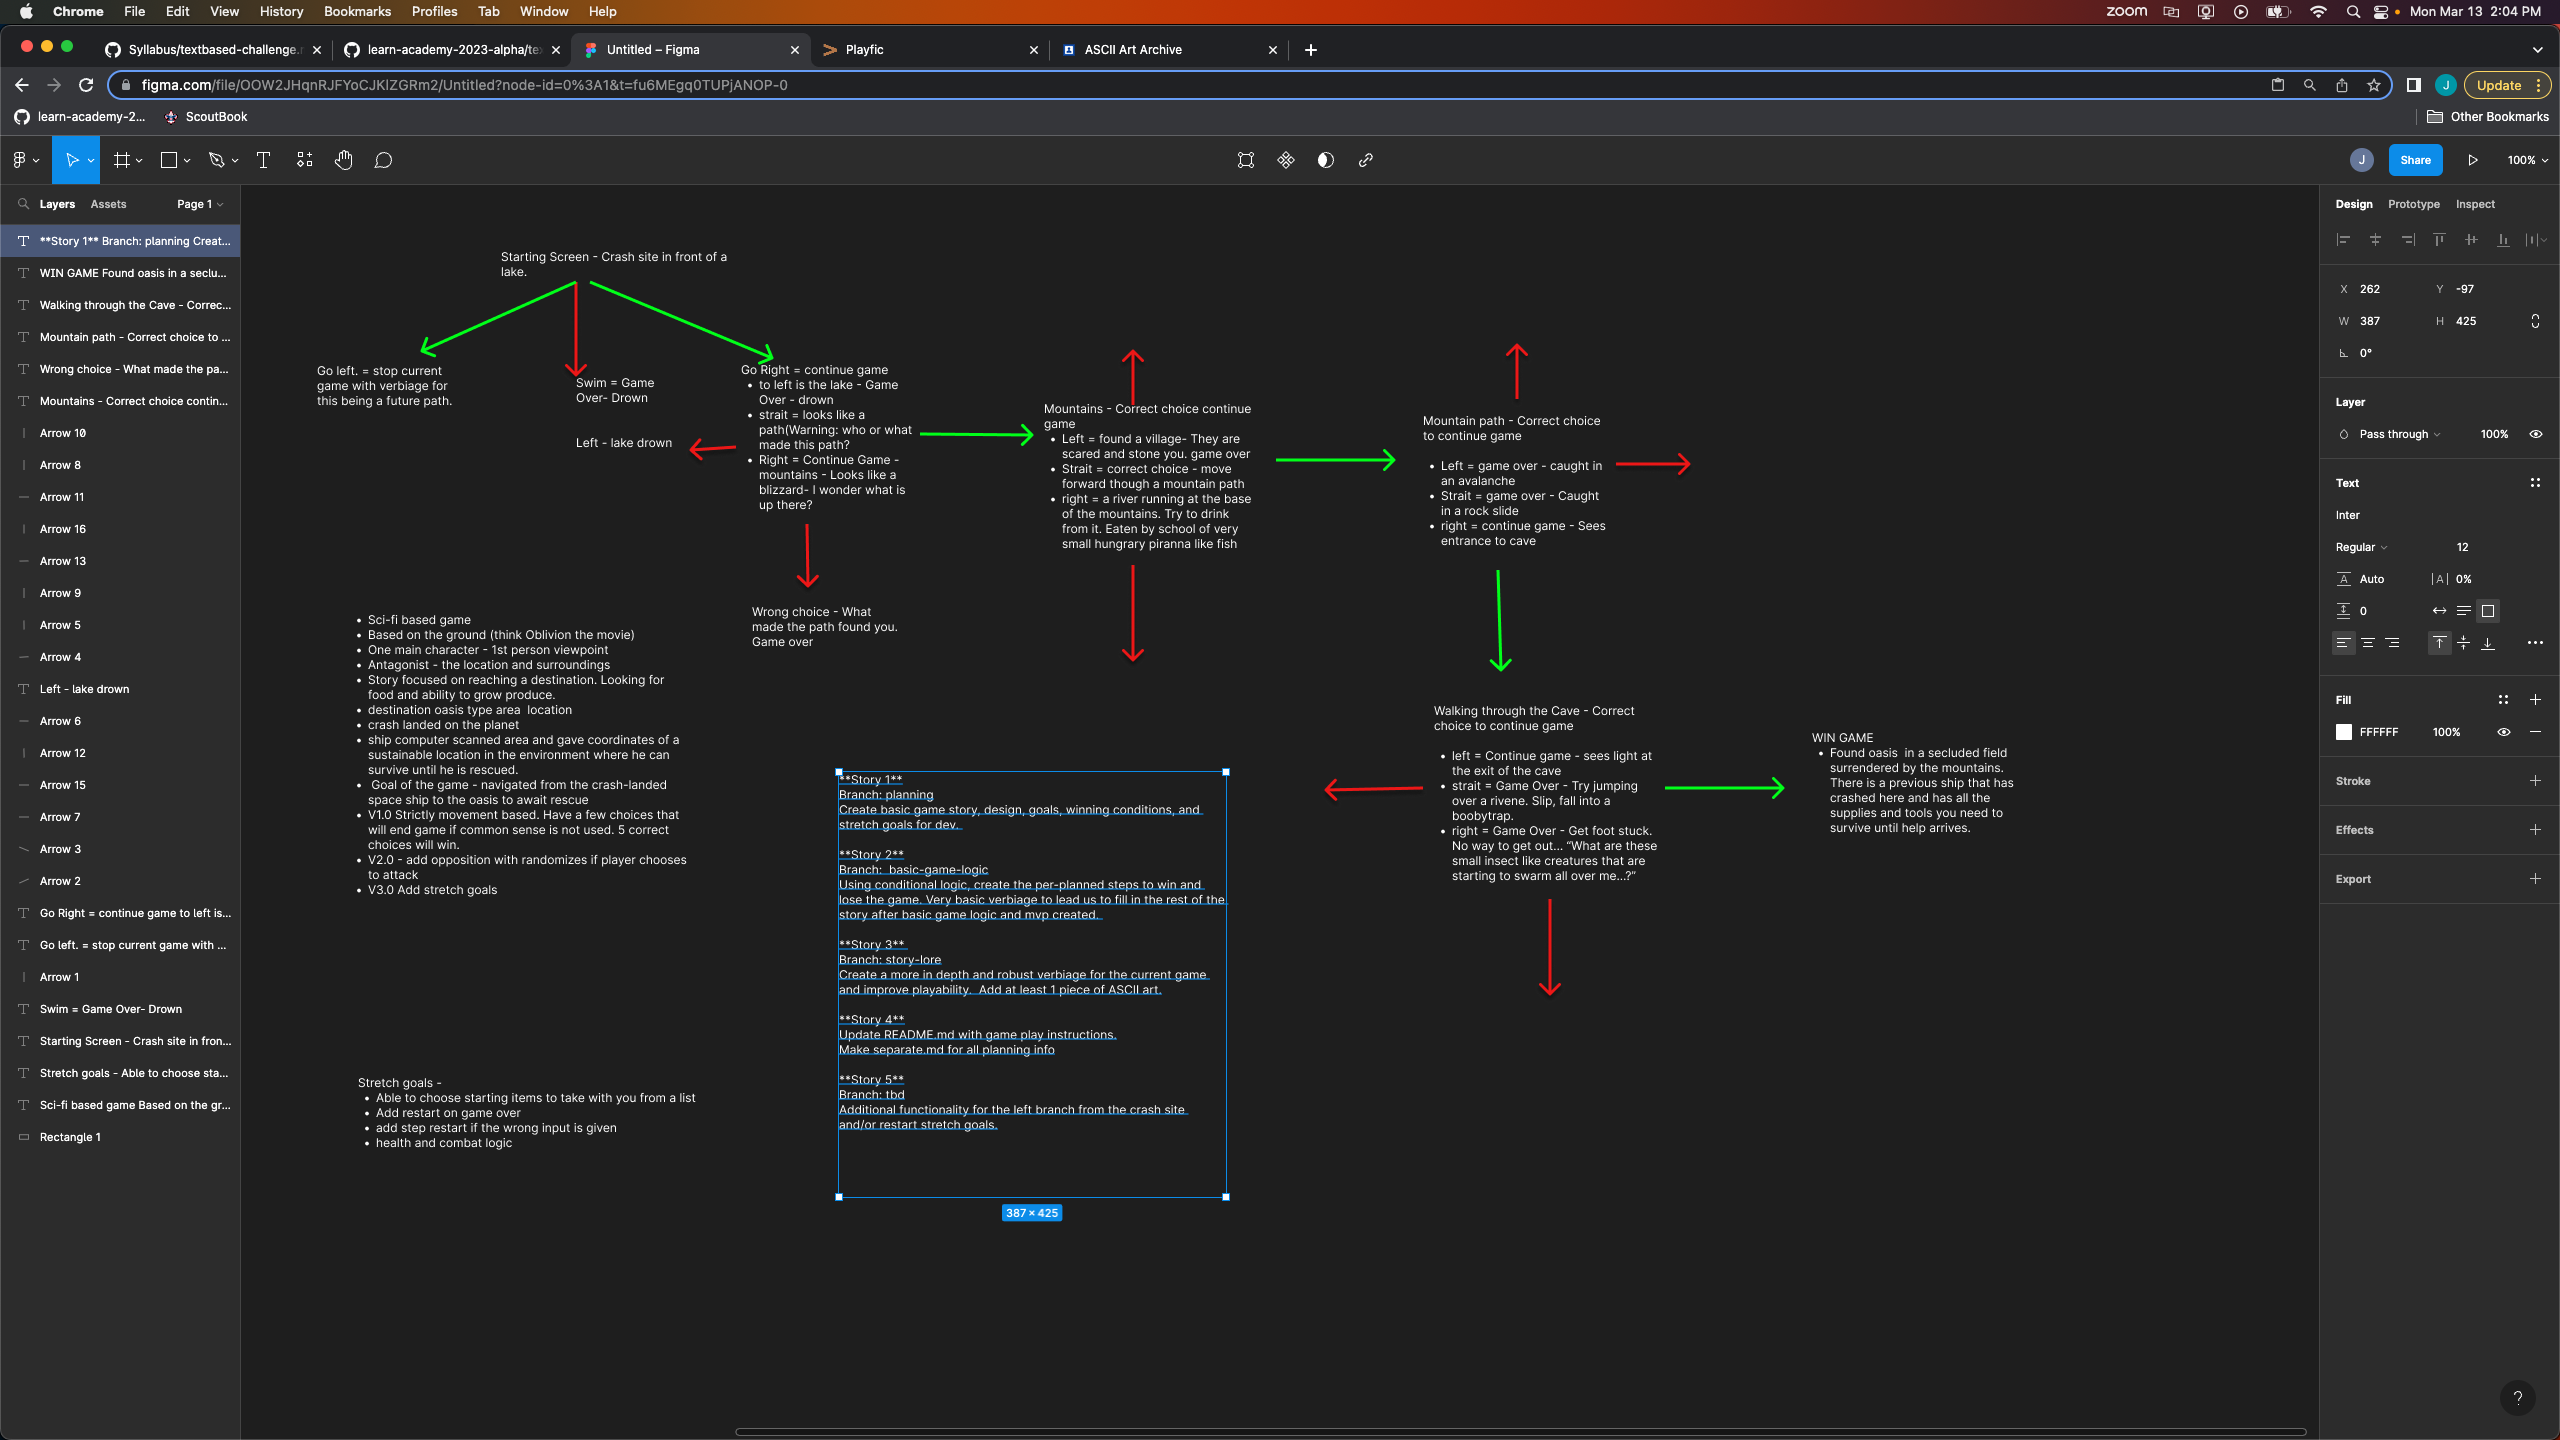 Chrome File Edit View History Bookmarks Profiles Tab Window Help
zoom Mon Mar 13 2:04 PM
Syllabus/textbased-challenge.
learn-academy-2023-alpha/te
Untitled – Figma
Playfic
ASCII Art Archive
figma.com/file/OOW2JHqnRJFYoCJKlZGRm2/Untitled?node-id=0%3A1&t=fu6MEgq0TUPjANOP-0
J
Update
learn-academy-2...
ScoutBook
Other Bookmarks
J
Share
100%
Layers
Assets
Page 1
**Story 1** Branch: planning Creat...
WIN GAME Found oasis in a seclu...
Walking through the Cave - Correc...
Mountain path - Correct choice to ...
Wrong choice - What made the pa...
Mountains - Correct choice contin...
Arrow 10
Arrow 8
Arrow 11
Arrow 16
Arrow 13
Arrow 9
Arrow 5
Arrow 4
Left - lake drown
Arrow 6
Arrow 12
Arrow 15
Arrow 7
Arrow 3
Arrow 2
Go Right = continue game to left is...
Go left. = stop current game with ...
Arrow 1
Swim = Game Over- Drown
Starting Screen - Crash site in fron...
Stretch goals - Able to choose sta...
Sci-fi based game Based on the gr...
Rectangle 1
Starting Screen - Crash site in front of a
lake.
Go left. = stop current
game with verbiage for
this being a future path.
Swim = Game
Over- Drown
Left - lake drown
Go Right = continue game
• to left is the lake - Game
Over - drown
• strait = looks like a
path(Warning: who or what
made this path?
• Right = Continue Game -
mountains - Looks like a
blizzard- I wonder what is
up there?
Wrong choice - What
made the path found you.
Game over
Mountains - Correct choice continue
game
• Left = found a village- They are
scared and stone you. game over
• Strait = correct choice - move
forward though a mountain path
• right = a river running at the base
of the mountains. Try to drink
from it. Eaten by school of very
small hungrary piranna like fish
Mountain path - Correct choice
to continue game
• Left = game over - caught in
an avalanche
• Strait = game over - Caught
in a rock slide
• right = continue game - Sees
entrance to cave
Walking through the Cave - Correct
choice to continue game
• left = Continue game - sees light at
the exit of the cave
• strait = Game Over - Try jumping
over a rivene. Slip, fall into a
boobytrap.
• right = Game Over - Get foot stuck.
No way to get out... “What are these
small insect like creatures that are
starting to swarm all over me...?”
WIN GAME
• Found oasis in a secluded field
surrendered by the mountains.
There is a previous ship that has
crashed here and has all the
supplies and tools you need to
survive until help arrives.
• Sci-fi based game
• Based on the ground (think Oblivion the movie)
• One main character - 1st person viewpoint
• Antagonist - the location and surroundings
• Story focused on reaching a destination. Looking for
food and ability to grow produce.
• destination oasis type area location
• crash landed on the planet
• ship computer scanned area and gave coordinates of a
sustainable location in the environment where he can
survive until he is rescued.
• Goal of the game - navigated from the crash-landed
space ship to the oasis to await rescue
• V1.0 Strictly movement based. Have a few choices that
will end game if common sense is not used. 5 correct
choices will win.
• V2.0 - add opposition with randomizes if player chooses
to attack
• V3.0 Add stretch goals
Stretch goals -
• Able to choose starting items to take with you from a list
• Add restart on game over
• add step restart if the wrong input is given
• health and combat logic
**Story 1**
Branch: planning
Create basic game story, design, goals, winning conditions, and
stretch goals for dev.
**Story 2**
Branch: basic-game-logic
Using conditional logic, create the per-planned steps to win and
lose the game. Very basic verbiage to lead us to fill in the rest of the
story after basic game logic and mvp created.
**Story 3**
Branch: story-lore
Create a more in depth and robust verbiage for the current game
and improve playability. Add at least 1 piece of ASCII art.
**Story 4**
Update README.md with game play instructions.
Make separate.md for all planning info
**Story 5**
Branch: tbd
Additional functionality for the left branch from the crash site
and/or restart stretch goals.
387 × 425
Design
Prototype
Inspect
X 262 Y -97
W 387 H 425
0°
Layer
Pass through 100%
Text
Inter
Regular 12
A Auto |A| 0%
0
Fill
FFFFFF 100%
Stroke
Effects
Export
?